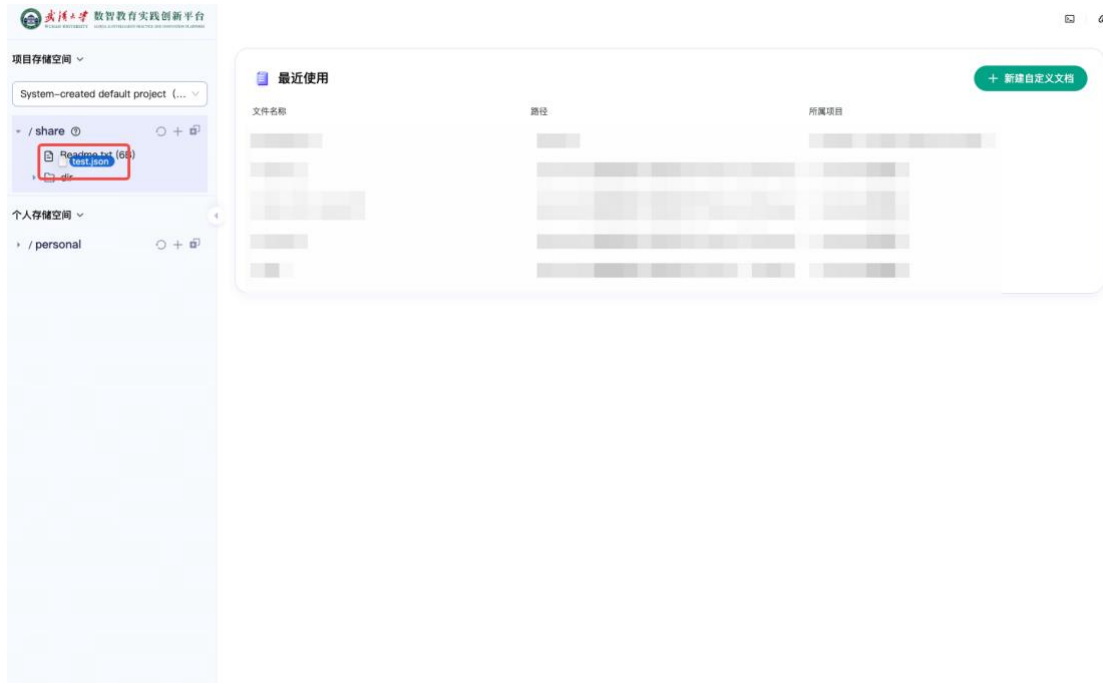 武汉大学 数智教育实践创新平台
项目存储空间
System-created default project (...
/ share
Readme.txt (6B)
test.json
dir
个人存储空间
/ personal
最近使用
+ 新建自定义文档
文件名称 路径 所属项目